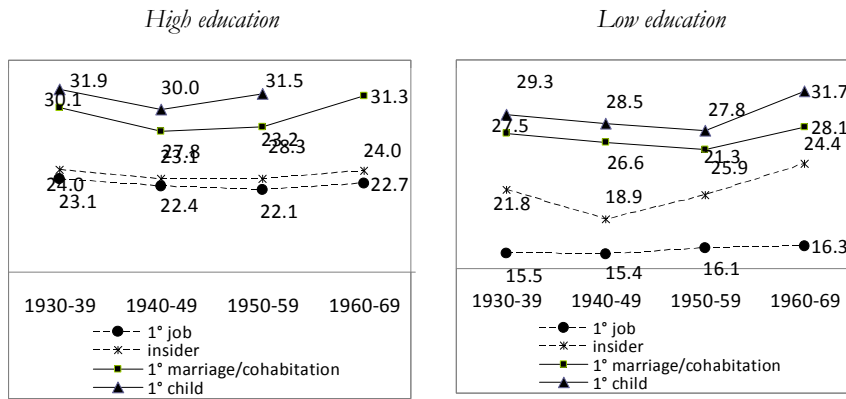 High education
31.9
30.0
31.5
30.1
27.8
28.3
31.3
24.0
23.1
23.2
24.0
23.1
22.4
22.1
22.7
1930-39 1940-49 1950-59 1960-69
1° job
insider
1° marriage/cohabitation
1° child
Low education
29.3
28.5
27.8
31.7
27.5
26.6
25.9
28.1
21.8
18.9
21.3
24.4
15.5
15.4
16.1
16.3
1930-39 1940-49 1950-59 1960-69
1° job
insider
1° marriage/cohabitation
1° child